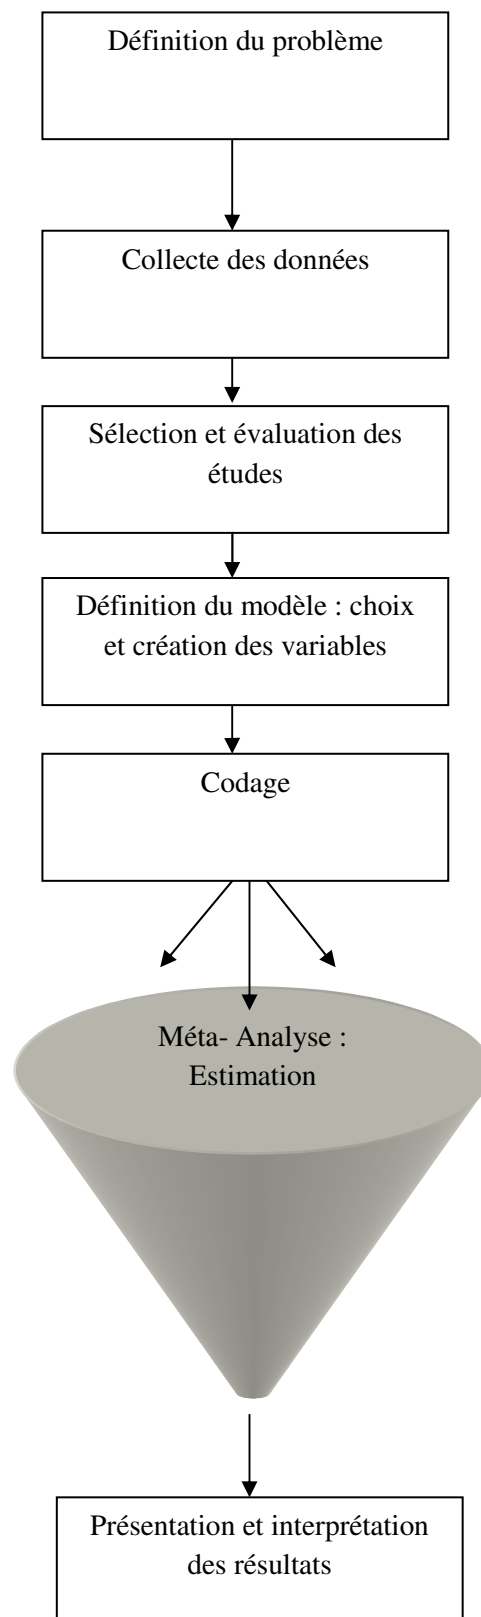 Définition du problème
Collecte des données
Sélection et évaluation des
études
Définition du modèle : choix
et création des variables
Codage
Méta- Analyse :
Estimation
Présentation et interprétation
des résultats